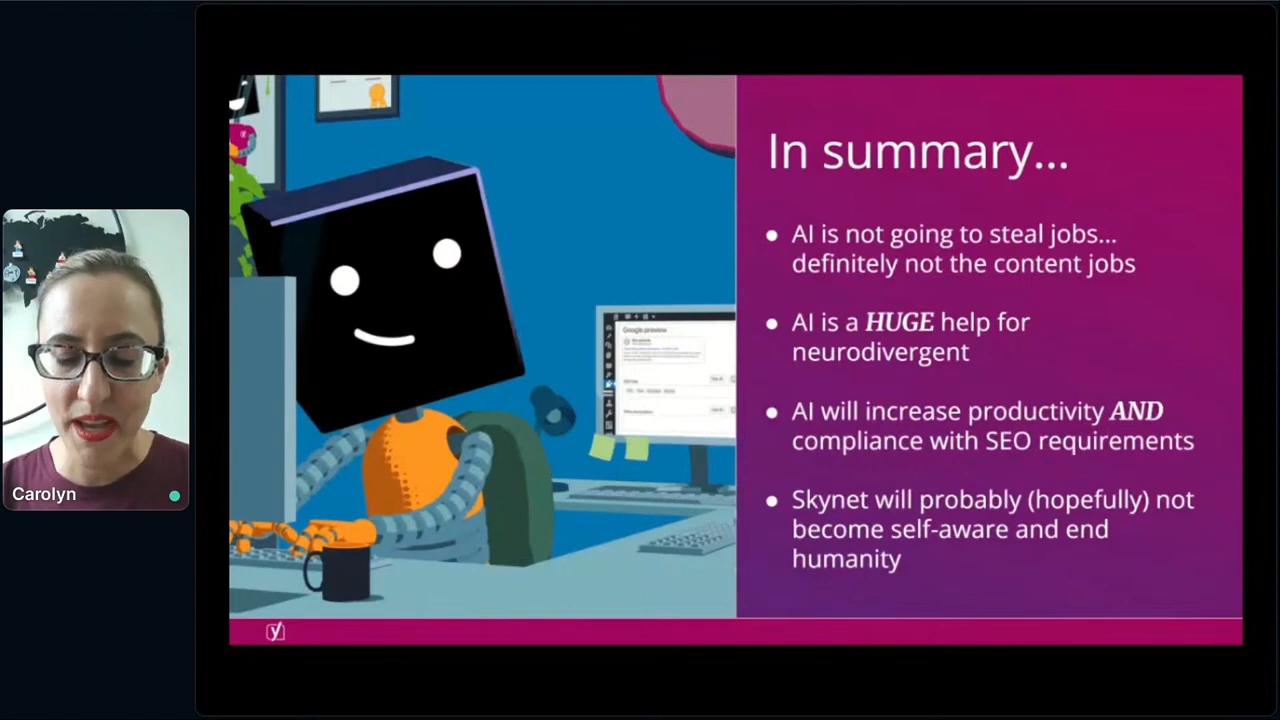 In summary...
● AI is not going to steal jobs...
definitely not the content jobs
● AI is a HUGE help for
neurodivergent
● AI will increase productivity AND
compliance with SEO requirements
● Skynet will probably (hopefully) not
become self-aware and end
humanity
Google preview
Carolyn
y